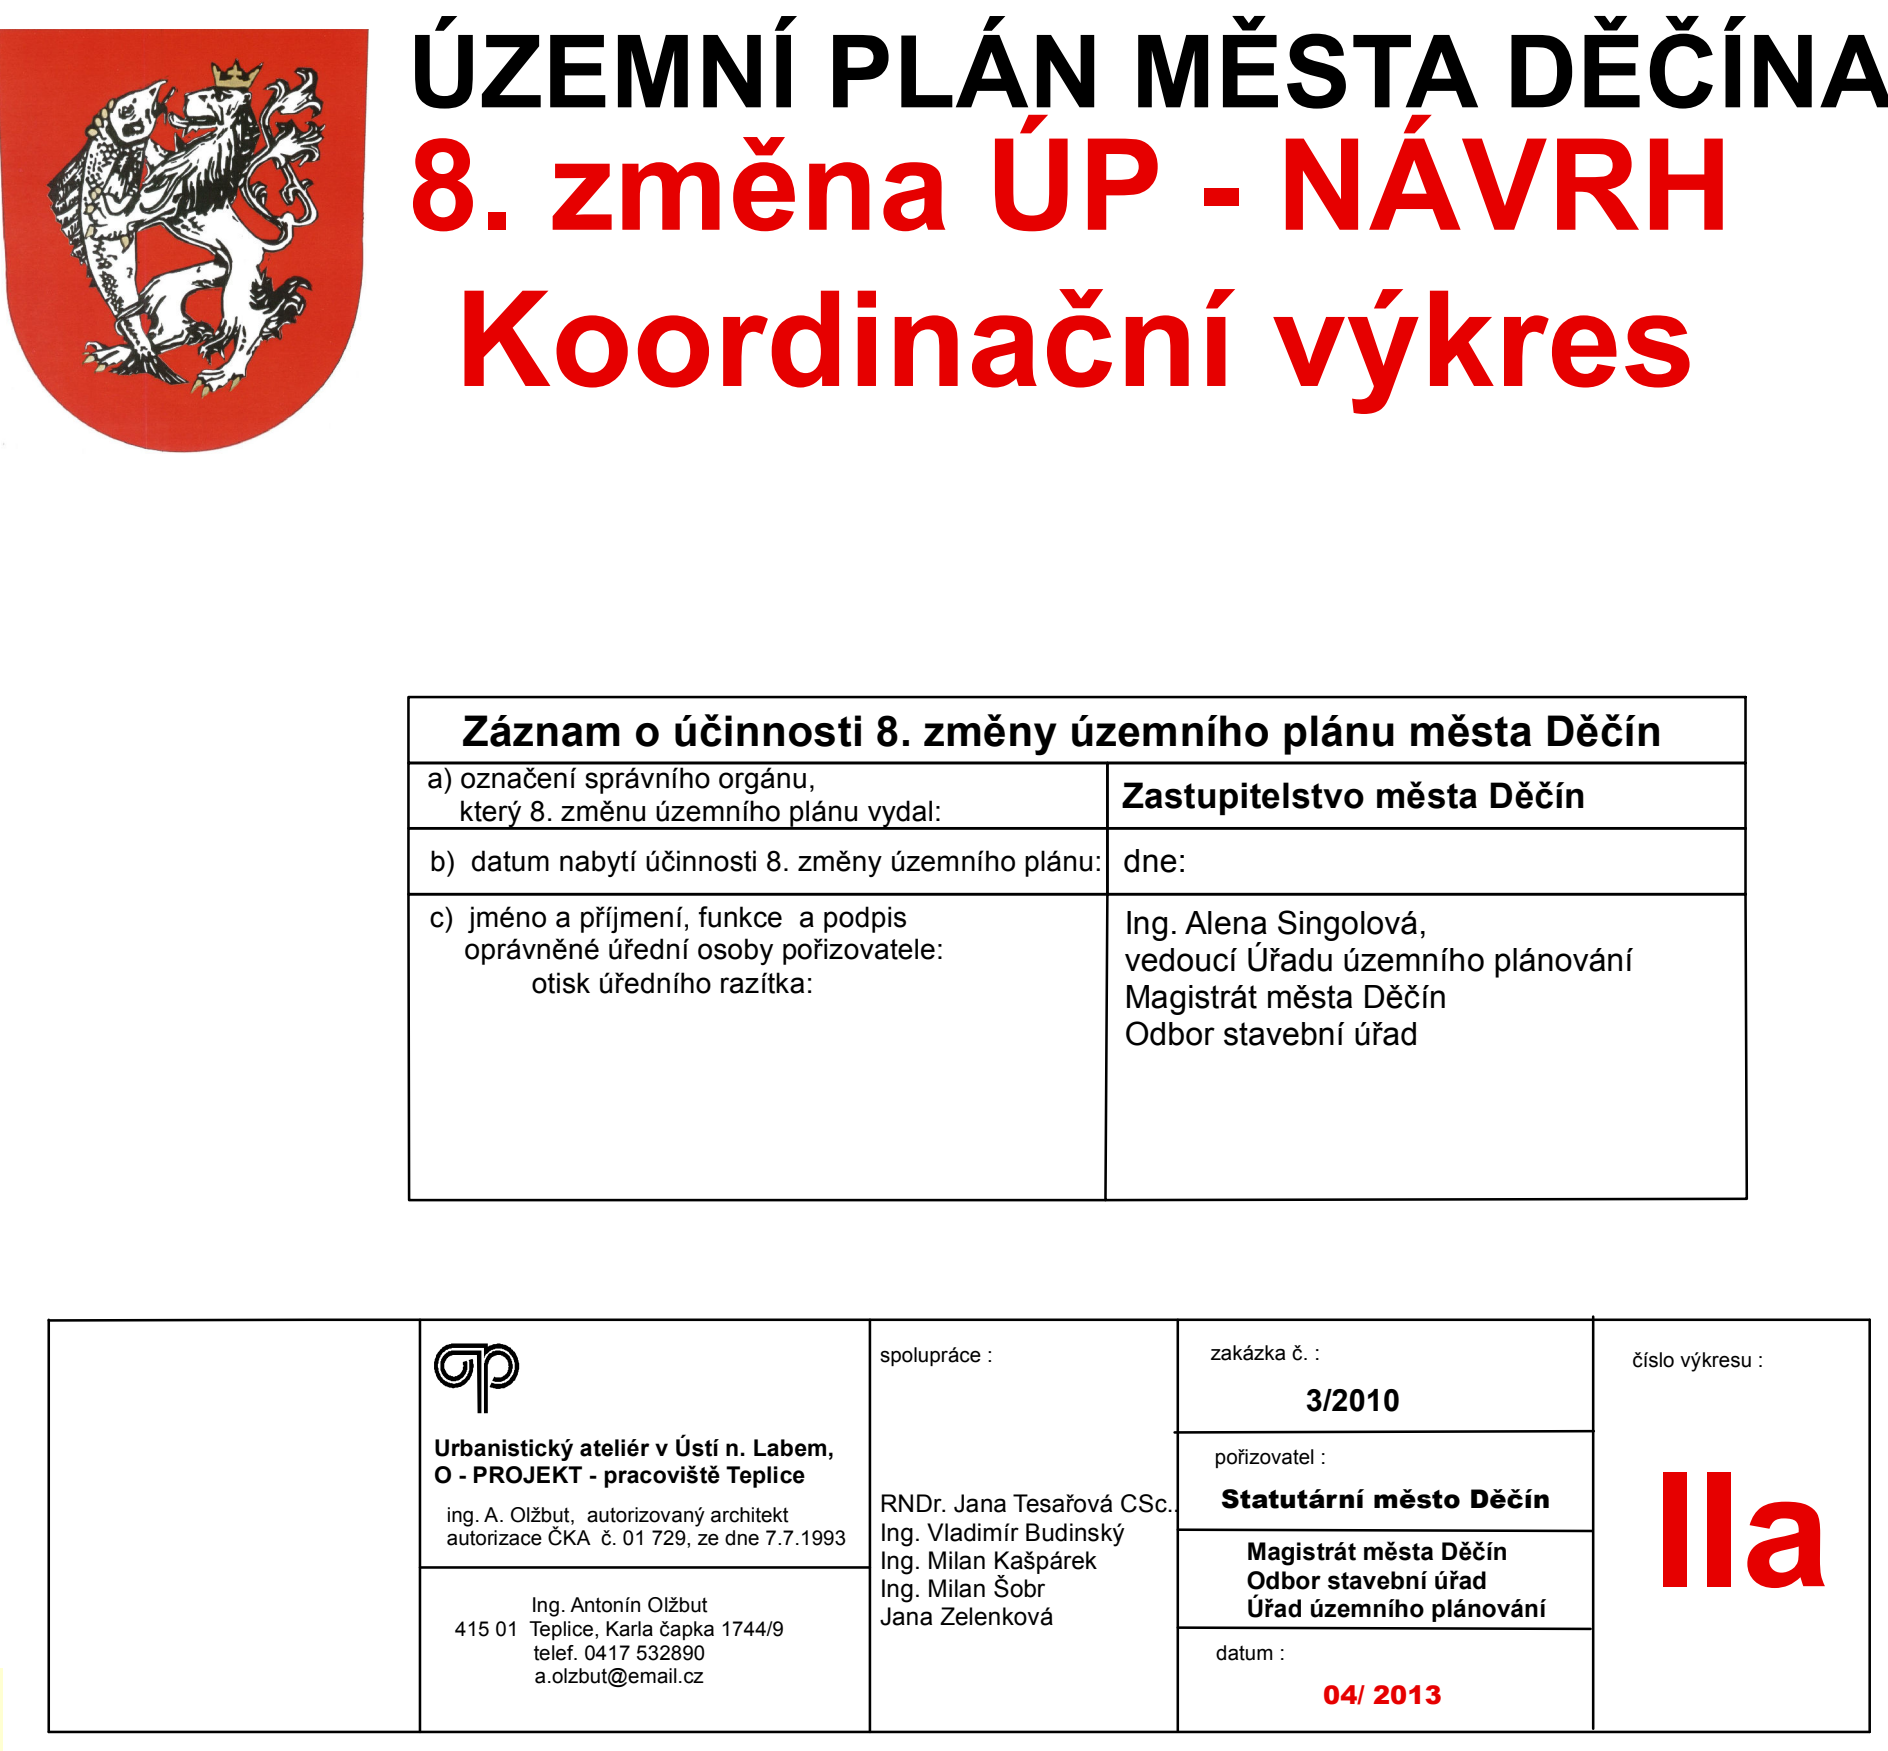 ÚZEMNÍ PLÁN MĚSTA DĚČÍNA
8. změna ÚP - NÁVRH
Koordinační výkres
Záznam o účinnosti 8. změny územního plánu města Děčín
a) označení správního orgánu,
který 8. změnu územního plánu vydal:
Zastupitelstvo města Děčín
b) datum nabytí účinnosti 8. změny územního plánu:
dne:
c) jméno a příjmení, funkce a podpis
oprávněné úřední osoby pořizovatele:
otisk úředního razítka:
Ing. Alena Singolová,
vedoucí Úřadu územního plánování
Magistrát města Děčín
Odbor stavební úřad
op
Urbanistický ateliér v Ústí n. Labem,
O - PROJEKT - pracoviště Teplice
ing. A. Olžbut, autorizovaný architekt
autorizace ČKA č. 01 729, ze dne 7.7.1993
Ing. Antonín Olžbut
415 01 Teplice, Karla čapka 1744/9
telef. 0417 532890
a.olzbut@email.cz
spolupráce :
RNDr. Jana Tesařová CSc..
Ing. Vladimír Budinský
Ing. Milan Kašpárek
Ing. Milan Šobr
Jana Zelenková
zakázka č. :
3/2010
pořizovatel :
Statutární město Děčín
Magistrát města Děčín
Odbor stavební úřad
Úřad územního plánování
datum :
04/ 2013
číslo výkresu :
IIa